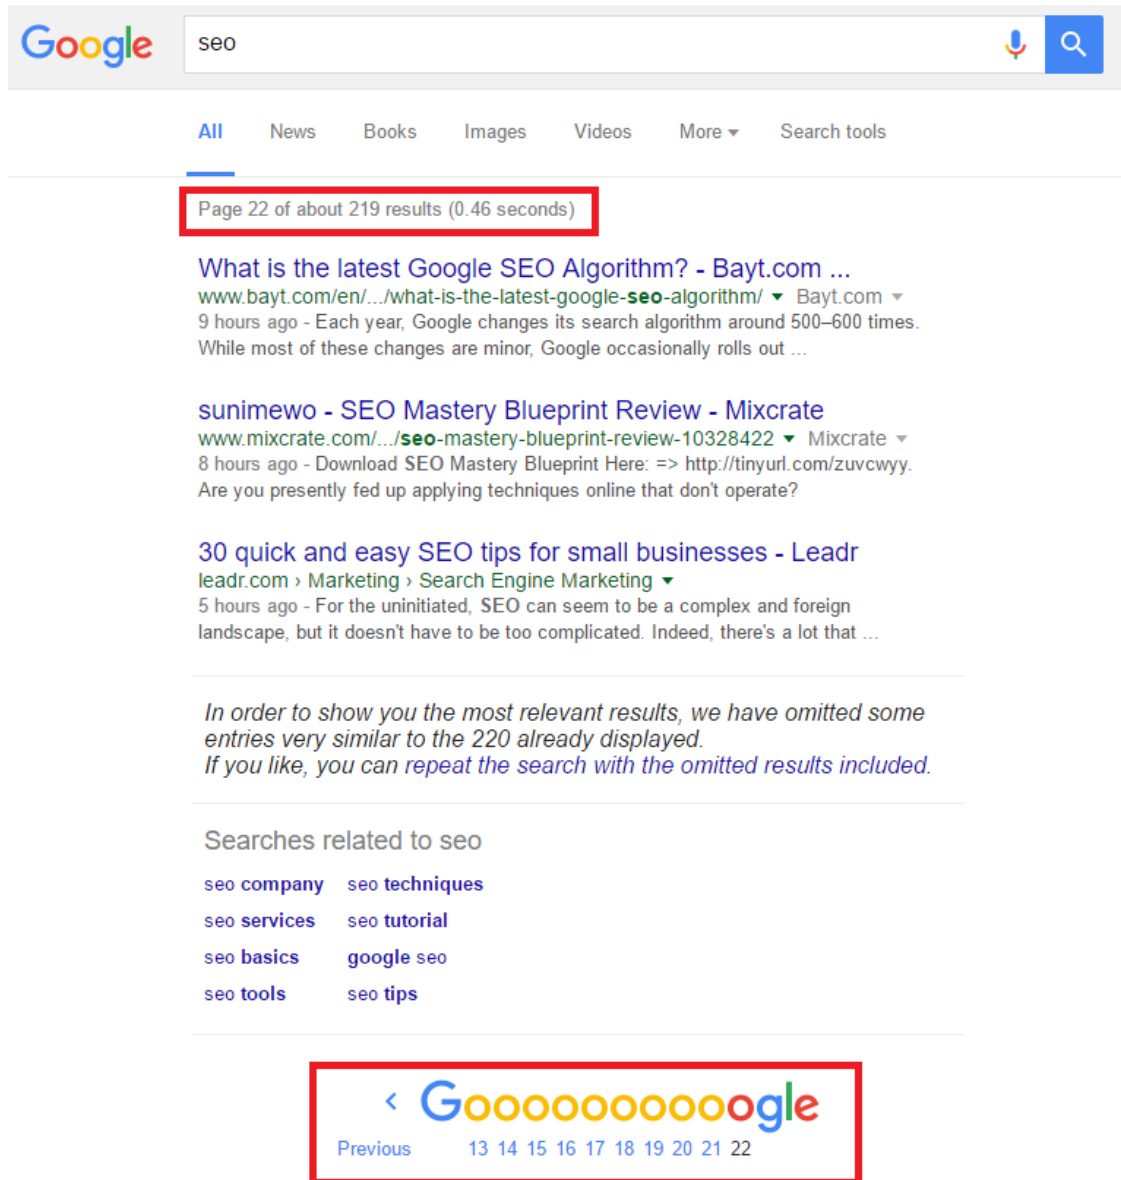 Google
seo
All News Books Images Videos More Search tools
Page 22 of about 219 results (0.46 seconds)
What is the latest Google SEO Algorithm? - Bayt.com ...
www.bayt.com/en/.../what-is-the-latest-google-seo-algorithm/ Bayt.com
9 hours ago - Each year, Google changes its search algorithm around 500–600 times.
While most of these changes are minor, Google occasionally rolls out ...
sunimewo - SEO Mastery Blueprint Review - Mixcrate
www.mixcrate.com/.../seo-mastery-blueprint-review-10328422 Mixcrate
8 hours ago - Download SEO Mastery Blueprint Here: => http://tinyurl.com/zuvcwyy.
Are you presently fed up applying techniques online that don't operate?
30 quick and easy SEO tips for small businesses - Leadr
leadr.com › Marketing › Search Engine Marketing
5 hours ago - For the uninitiated, SEO can seem to be a complex and foreign
landscape, but it doesn't have to be too complicated. Indeed, there's a lot that ...
In order to show you the most relevant results, we have omitted some
entries very similar to the 220 already displayed.
If you like, you can repeat the search with the omitted results included.
Searches related to seo
seo company seo techniques
seo services seo tutorial
seo basics google seo
seo tools seo tips
< Goooooooooogle
Previous 13 14 15 16 17 18 19 20 21 22